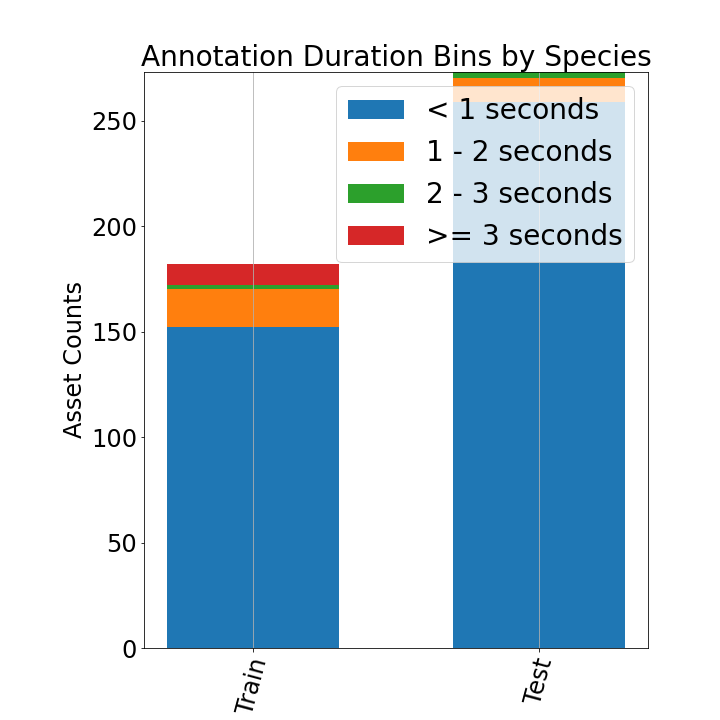 Annotation Duration Bins by Species
< 1 seconds
1 - 2 seconds
2 - 3 seconds
>= 3 seconds
Asset Counts
250
200
150
100
50
0
Train
Test